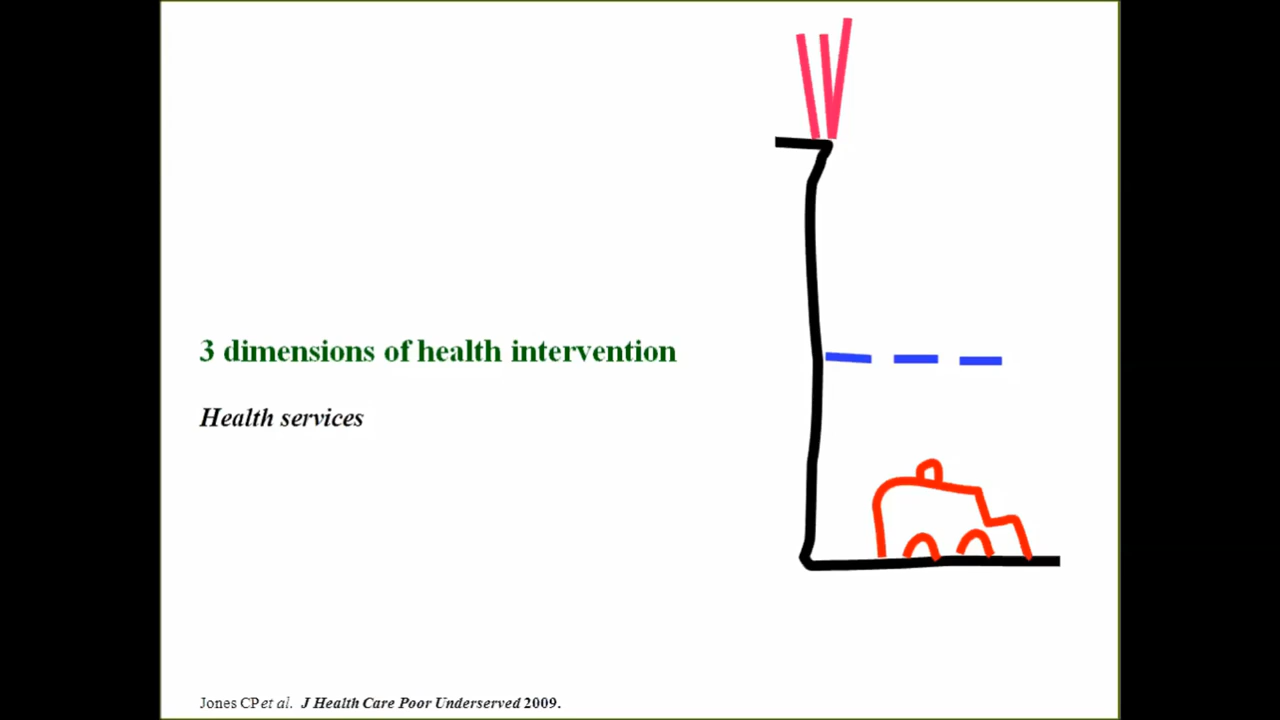 3 dimensions of health intervention
Health services
Jones CP et al. J Health Care Poor Underserved 2009.